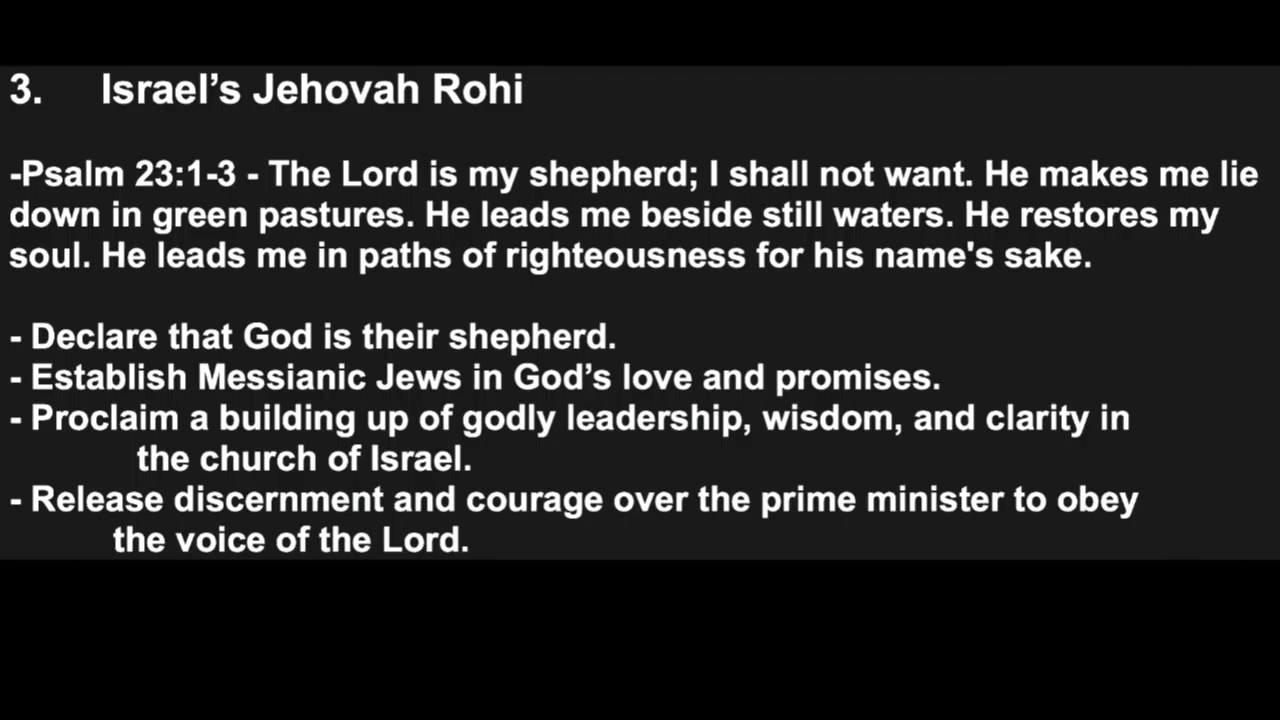 3. Israel’s Jehovah Rohi
-Psalm 23:1-3 - The Lord is my shepherd; I shall not want. He makes me lie
down in green pastures. He leads me beside still waters. He restores my
soul. He leads me in paths of righteousness for his name's sake.
- Declare that God is their shepherd.
- Establish Messianic Jews in God’s love and promises.
- Proclaim a building up of godly leadership, wisdom, and clarity in
the church of Israel.
- Release discernment and courage over the prime minister to obey
the voice of the Lord.